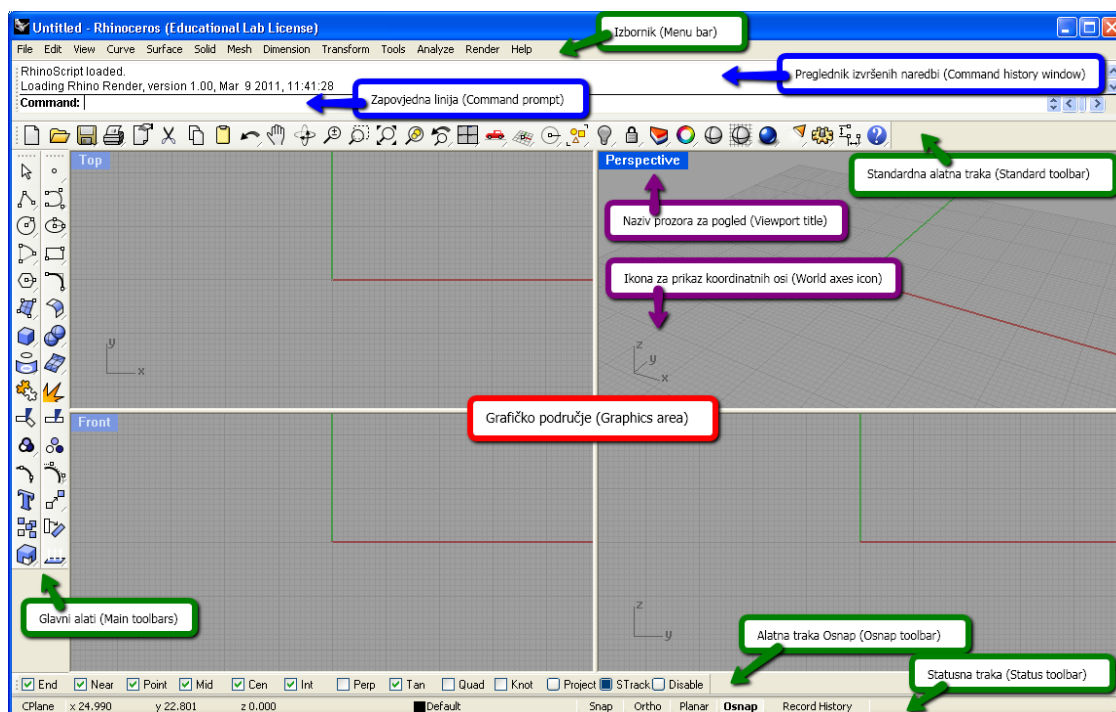 Untitled - Rhinoceros (Educational Lab License)
Izbornik (Menu bar)
File Edit View Curve Surface Solid Mesh Dimension Transform Tools Analyze Render Help
RhinoScript loaded.
Loading Rhino Render, version 1.00, Mar 9 2011, 11:41:28
Preglednik izvršenih naredbi (Command history window)
Command:
Zapovjedna linija (Command prompt)
Top
Perspective
Standardna alatna traka (Standard toolbar)
Naziv prozora za pogled (Viewport title)
Ikona za prikaz koordinatnih osi (World axes icon)
y
x
z
y
x
Grafičko područje (Graphics area)
Front
Glavni alati (Main toolbars)
z
y
Alatna traka Osnap (Osnap toolbar)
Statusna traka (Status toolbar)
End Near Point Mid Cen Int Perp Tan Quad Knot Project STrack Disable
CPlane x 24.990 y 22.801 z 0.000 Default Snap Ortho Planar Osnap Record History